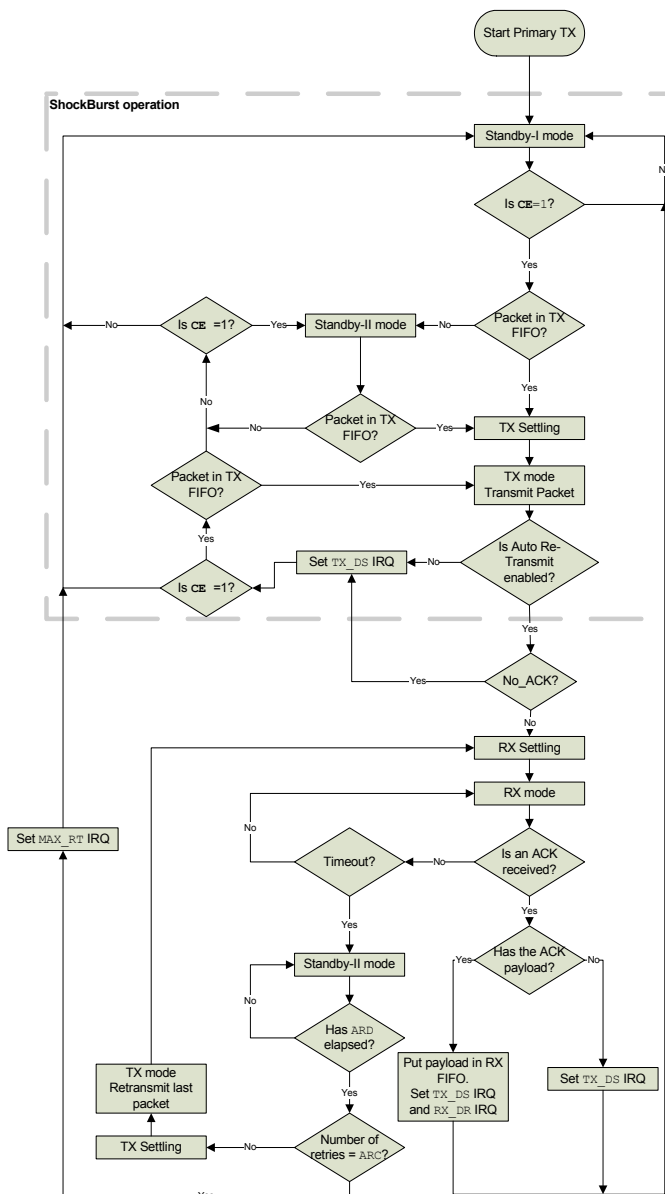 Start Primary TX
ShockBurst operation
Standby-I mode
N
Is CE=1?
Yes
No
Is CE =1?
Yes
Standby-II mode
No
Packet in TX
FIFO?
Yes
No
No
Packet in TX
FIFO?
Yes
TX Settling
Packet in TX
FIFO?
Yes
TX mode
Transmit Packet
Yes
Is CE =1?
Set TX_DS IRQ
No
Is Auto Re-
Transmit
enabled?
Yes
Yes
No_ACK?
No
RX Settling
RX mode
No
Set MAX_RT IRQ
Timeout?
No
Is an ACK
received?
Yes
Yes
Standby-II mode
No
Yes
Has the ACK
payload?
No
Has ARD
elapsed?
TX mode
Retransmit last
packet
Yes
Put payload in RX
FIFO.
Set TX_DS IRQ
and RX_DR IRQ
Set TX_DS IRQ
TX Settling
No
Number of
retries = ARC?
Yes